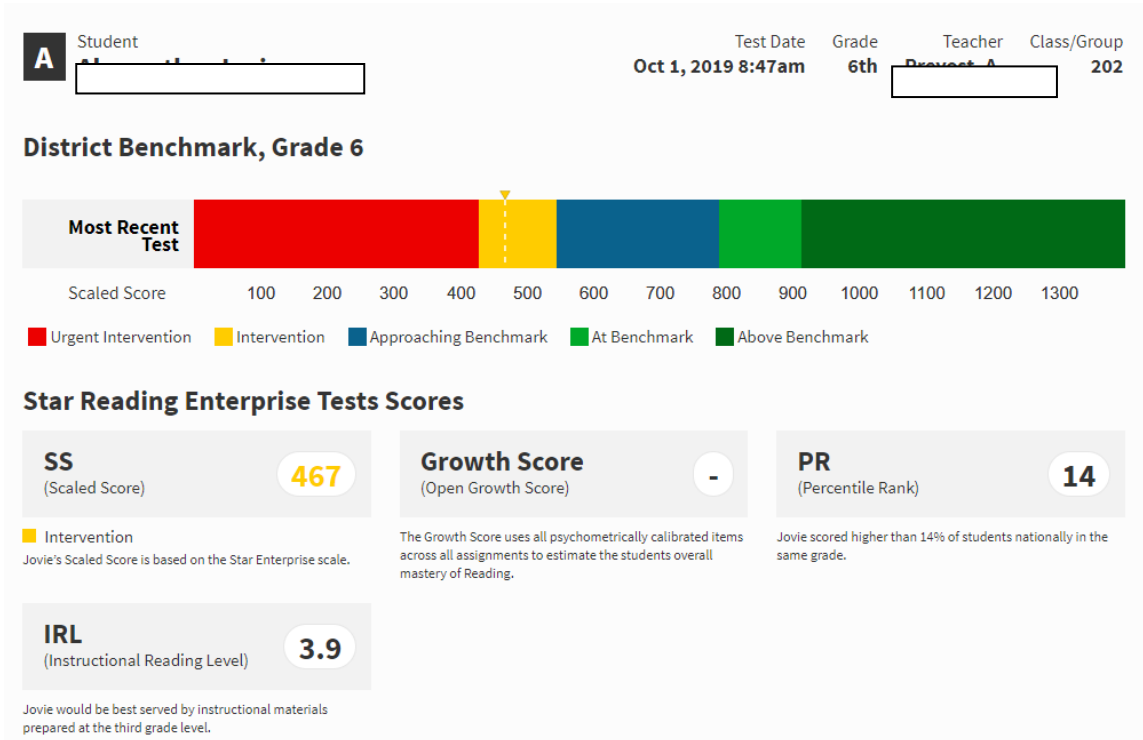 A
Student
Test Date Grade Teacher Class/Group
Oct 1, 2019 8:47am 6th 202
District Benchmark, Grade 6
Most Recent
Test
Scaled Score 100 200 300 400 500 600 700 800 900 1000 1100 1200 1300
Urgent Intervention Intervention Approaching Benchmark At Benchmark Above Benchmark
Star Reading Enterprise Tests Scores
SS
(Scaled Score)
467
Intervention
Jovie's Scaled Score is based on the Star Enterprise scale.
Growth Score
(Open Growth Score)
-
The Growth Score uses all psychometrically calibrated items
across all assignments to estimate the students overall
mastery of Reading.
PR
(Percentile Rank)
14
Jovie scored higher than 14% of students nationally in the
same grade.
IRL
(Instructional Reading Level)
3.9
Jovie would be best served by instructional materials
prepared at the third grade level.